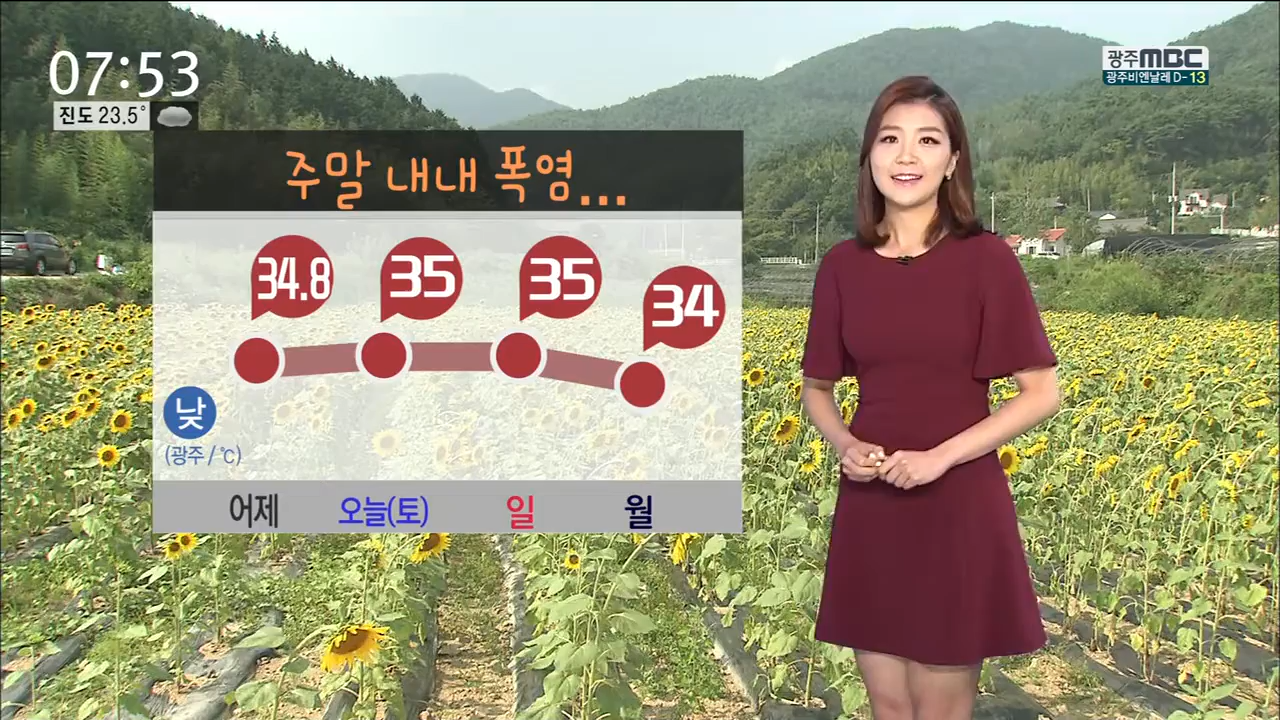 07:53
진도 23.5°
광주MBC
광주비엔날레 D-13
주말 내내 폭염...
34.8
35
35
34
낮
(광주/℃)
어제
오늘(토)
일
월